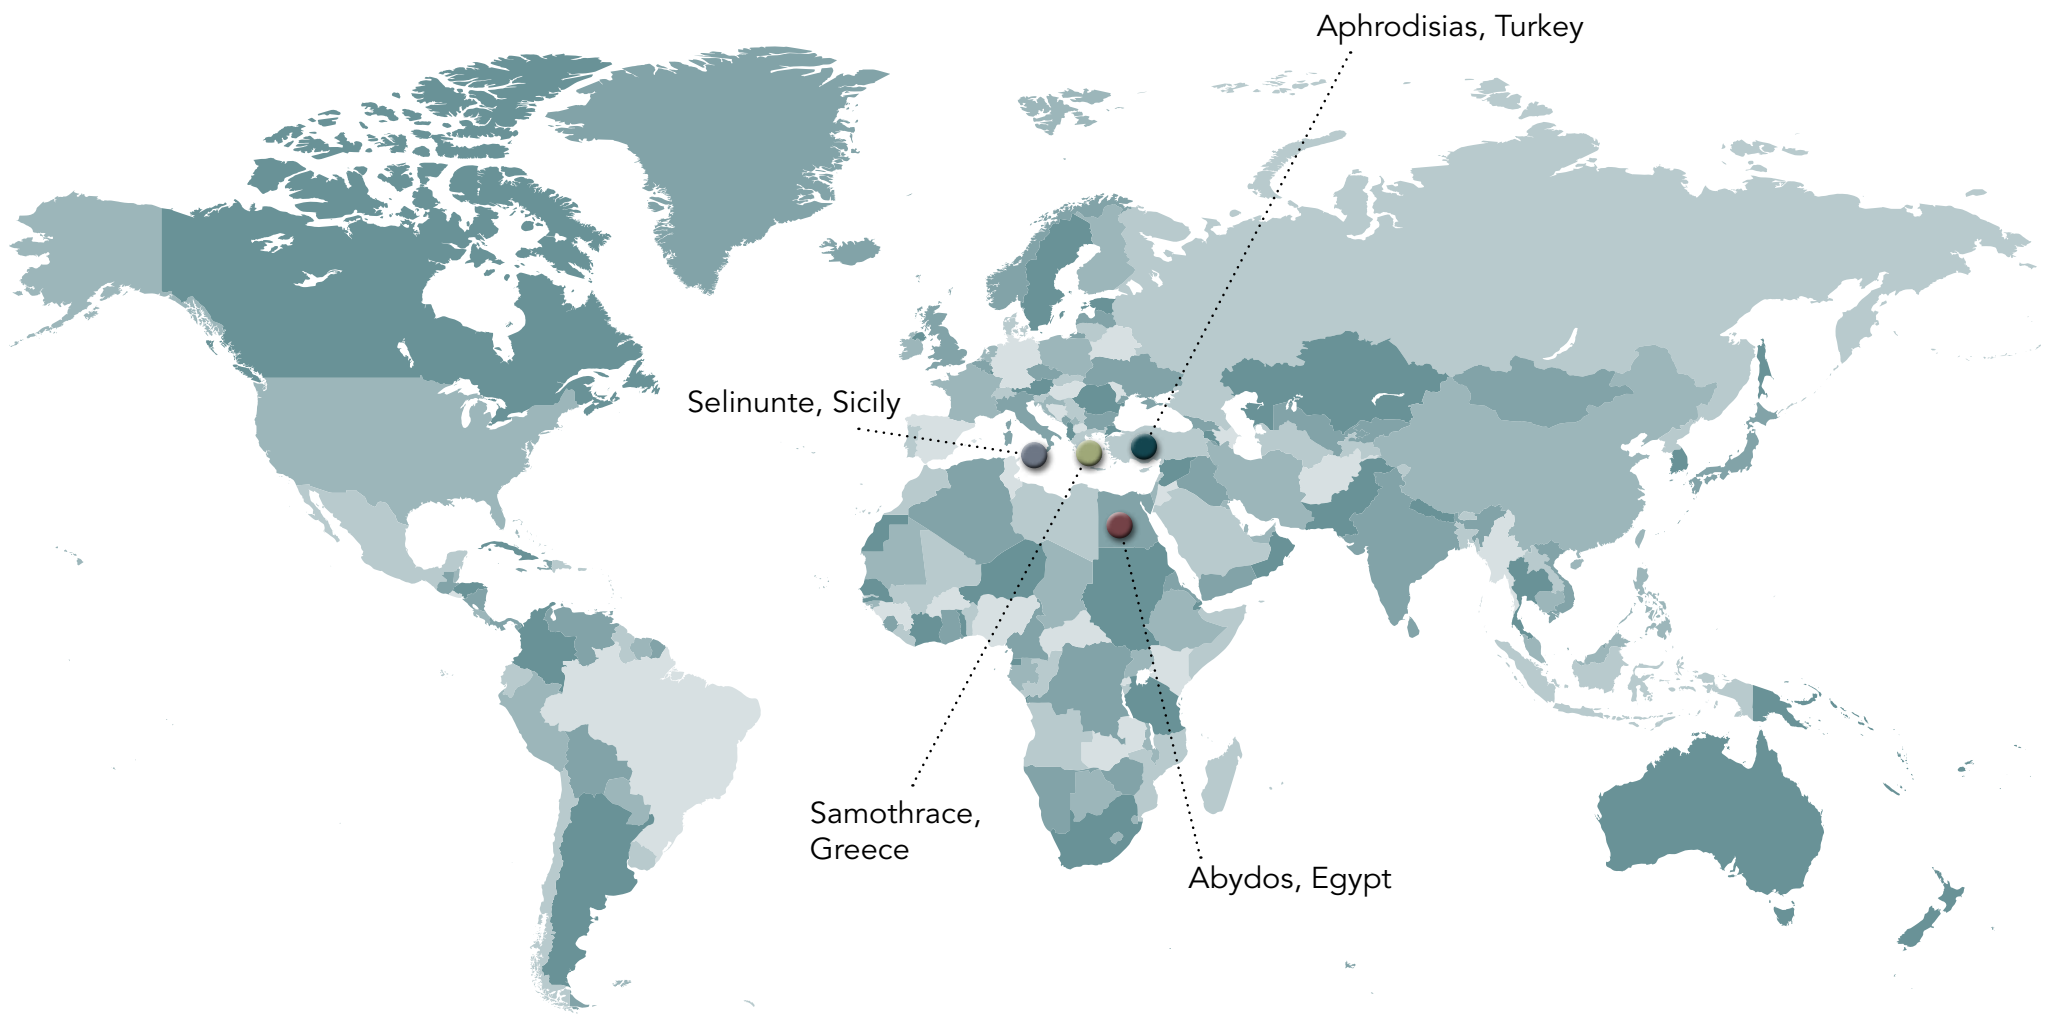 Aphrodisias, Turkey
Selinunte, Sicily
Samothrace,
Greece
Abydos, Egypt